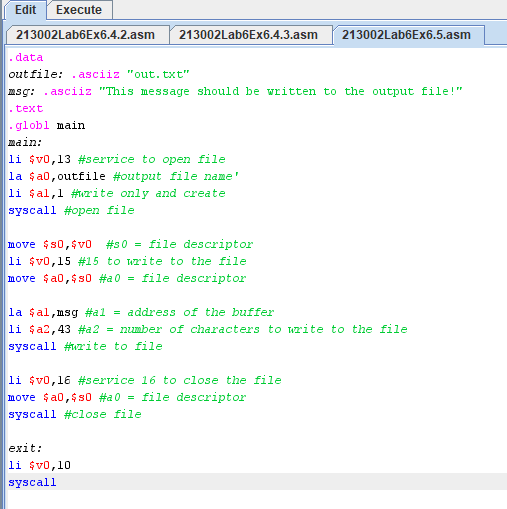 Edit Execute
213002Lab6Ex6.4.2.asm 213002Lab6Ex6.4.3.asm 213002Lab6Ex6.5.asm
.data
outfile: .asciiz "out.txt"
msg: .asciiz "This message should be written to the output file!"
.text
.globl main
main:
li $v0,13 #service to open file
la $a0,outfile #output file name'
li $a1,1 #write only and create
syscall #open file
move $s0,$v0 #s0 = file descriptor
li $v0,15 #15 to write to the file
move $a0,$s0 #a0 = file descriptor
la $a1,msg #a1 = address of the buffer
li $a2,43 #a2 = number of characters to write to the file
syscall #write to file
li $v0,16 #service 16 to close the file
move $a0,$s0 #a0 = file descriptor
syscall #close file
exit:
li $v0,10
syscall